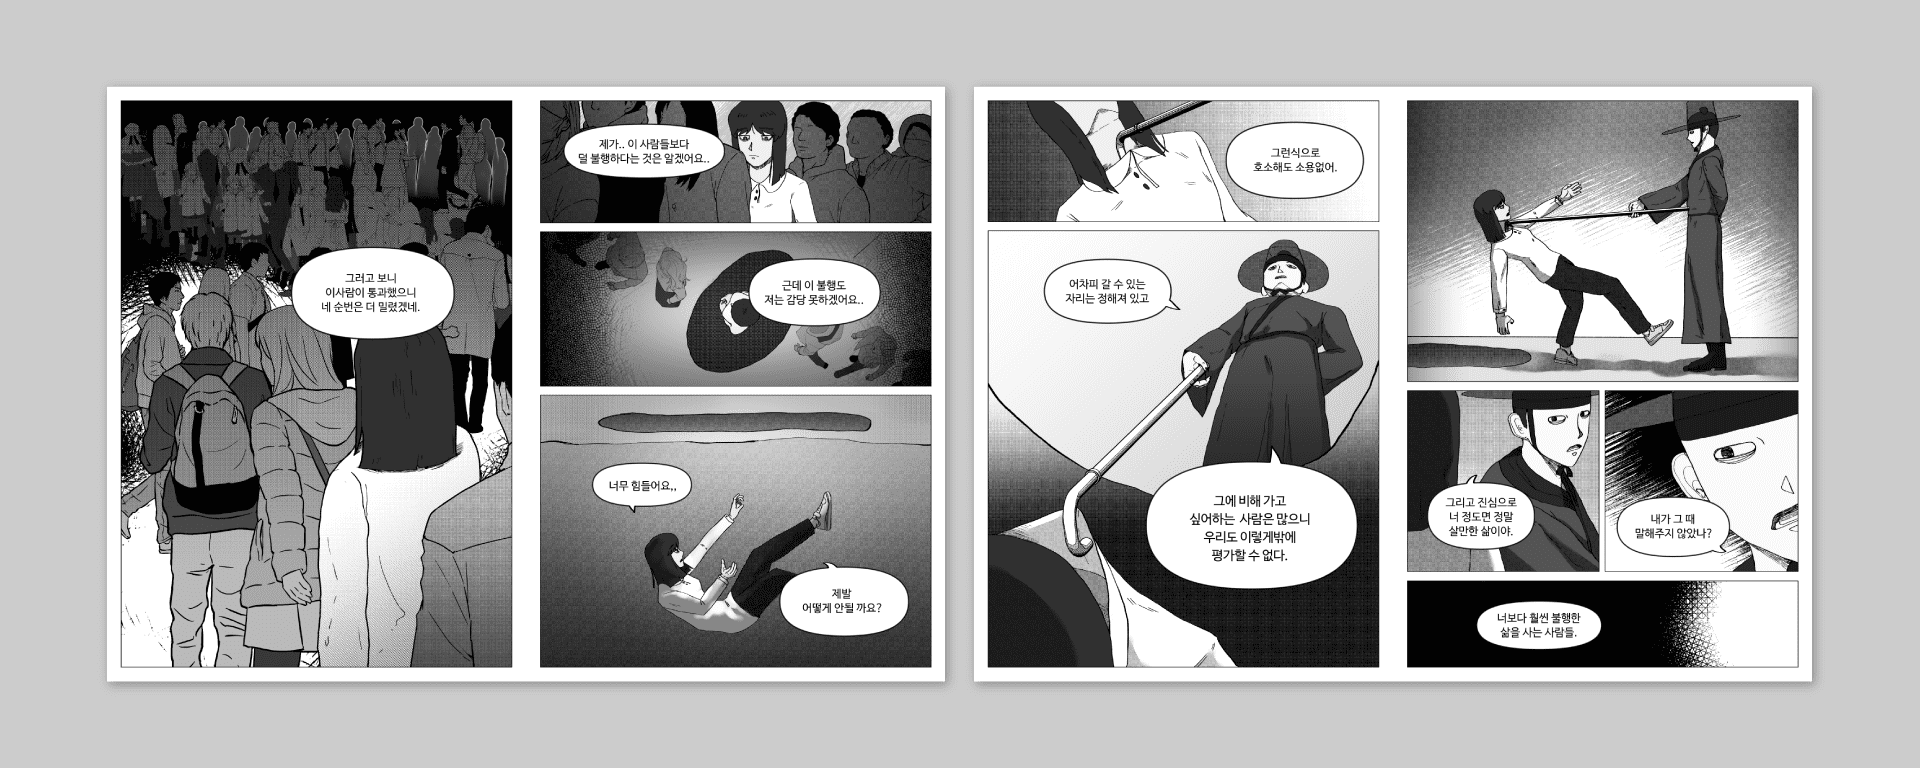 그러고 보니
이사람이 통과했으니
네 순번은 더 밀렸겠네.
제가.. 이 사람들보다
덜 불행하다는 것은 알겠어요..
근데 이 불행도
저는 감당 못하겠어요..
너무 힘들어요,,
제발
어떻게 안될 까요?
그런식으로
호소해도 소용없어.
어차피 갈 수 있는
자리는 정해져 있고
그에 비해 가고
싶어하는 사람은 많으니
우리도 이렇게밖에
평가할 수 없다.
그리고 진심으로
너 정도면 정말
살만한 삶이야.
내가 그 때
말해주지 않았나?
너보다 훨씬 불행한
삶을 사는 사람들.